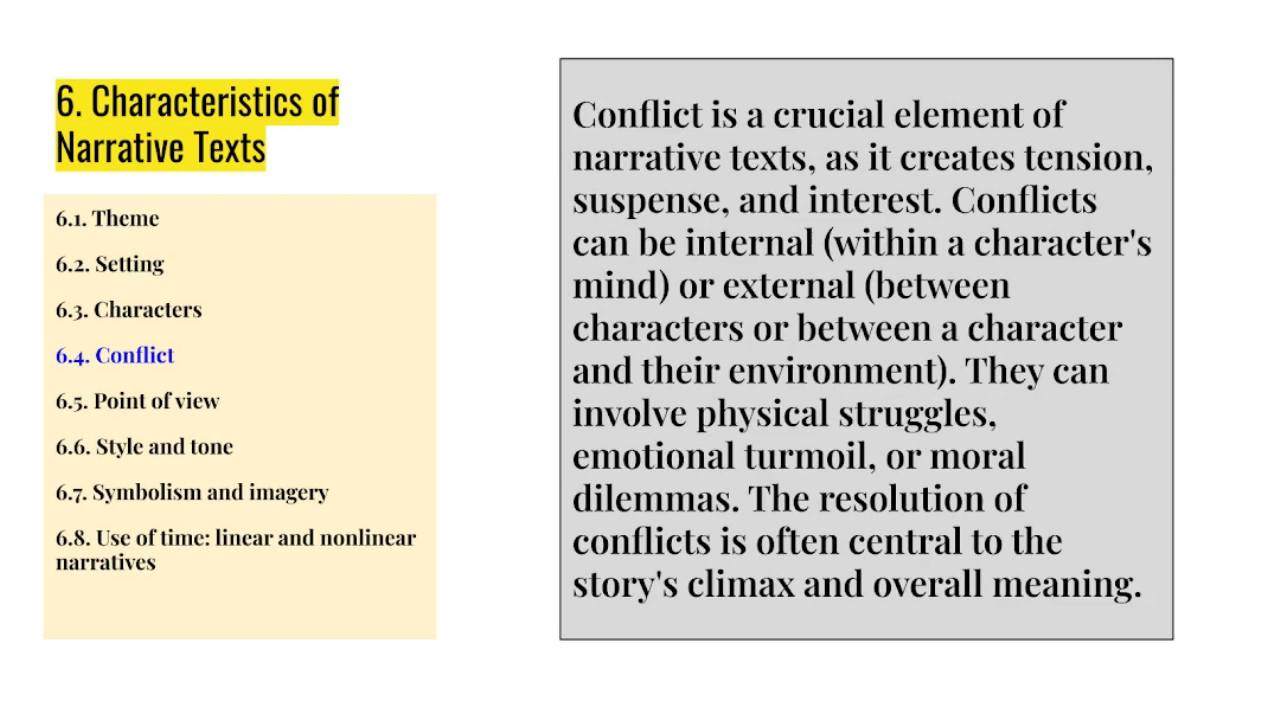 6. Characteristics of
Narrative Texts
6.1. Theme
6.2. Setting
6.3. Characters
6.4. Conflict
6.5. Point of view
6.6. Style and tone
6.7. Symbolism and imagery
6.8. Use of time: linear and nonlinear
narratives
Conflict is a crucial element of
narrative texts, as it creates tension,
suspense, and interest. Conflicts
can be internal (within a character's
mind) or external (between
characters or between a character
and their environment). They can
involve physical struggles,
emotional turmoil, or moral
dilemmas. The resolution of
conflicts is often central to the
story's climax and overall meaning.